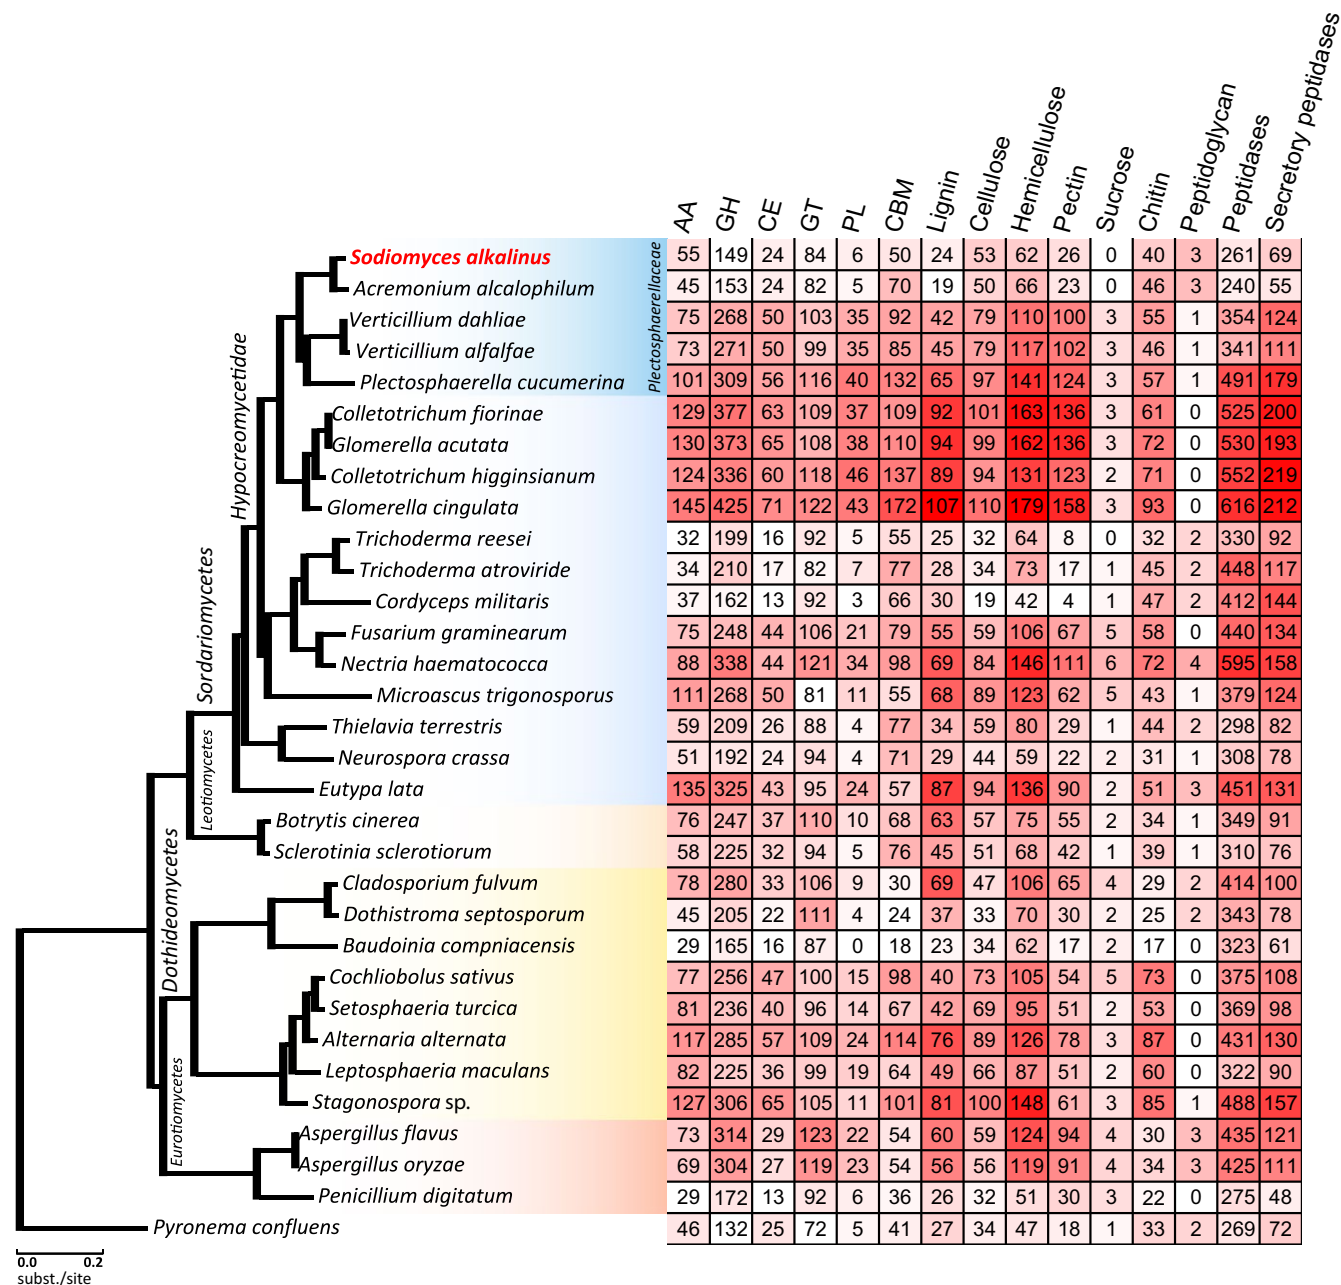 AA GH CE GT PL CBM Lignin Cellulose Hemicellulose Pectin Sucrose Chitin Peptidoglycan Peptidases Secretory peptidases
Sodiomyces alkalinus 55 149 24 84 6 50 24 53 62 26 0 40 3 261 69
Acremonium alcalophilum 45 153 24 82 5 70 19 50 66 23 0 46 3 240 55
Verticillium dahliae 75 268 50 103 35 92 42 79 110 100 3 55 1 354 124
Verticillium alfalfae 73 271 50 99 35 85 45 79 117 102 3 46 1 341 111
Plectosphaerella cucumerina 101 309 56 116 40 132 65 97 141 124 3 57 1 491 179
Plectosphaerellaceae
Colletotrichum fiorinae 129 377 63 109 37 109 92 101 163 136 3 61 0 525 200
Glomerella acutata 130 373 65 108 38 110 94 99 162 136 3 72 0 530 193
Colletotrichum higginsianum 124 336 60 118 46 137 89 94 131 123 2 71 0 552 219
Glomerella cingulata 145 425 71 122 43 172 107 110 179 158 3 93 0 616 212
Hypocreomycetidae
Trichoderma reesei 32 199 16 92 5 55 25 32 64 8 0 32 2 330 92
Trichoderma atroviride 34 210 17 82 7 77 28 34 73 17 1 45 2 448 117
Cordyceps militaris 37 162 13 92 3 66 30 19 42 4 1 47 2 412 144
Fusarium graminearum 75 248 44 106 21 79 55 59 106 67 5 58 0 440 134
Nectria haematococca 88 338 44 121 34 98 69 84 146 111 6 72 4 595 158
Microascus trigonosporus 111 268 50 81 11 55 68 89 123 62 5 43 1 379 124
Sordariomycetes
Thielavia terrestris 59 209 26 88 4 77 34 59 80 29 1 44 2 298 82
Neurospora crassa 51 192 24 94 4 71 29 44 59 22 2 31 1 308 78
Eutypa lata 135 325 43 95 24 57 87 94 136 90 2 51 3 451 131
Leotiomycetes
Botrytis cinerea 76 247 37 110 10 68 63 57 75 55 2 34 1 349 91
Sclerotinia sclerotiorum 58 225 32 94 5 76 45 51 68 42 1 39 1 310 76
Cladosporium fulvum 78 280 33 106 9 30 69 47 106 65 4 29 2 414 100
Dothistroma septosporum 45 205 22 111 4 24 37 33 70 30 2 25 2 343 78
Baudoinia compniacensis 29 165 16 87 0 18 23 34 62 17 2 17 0 323 61
Dothideomycetes
Cochliobolus sativus 77 256 47 100 15 98 40 73 105 54 5 73 0 375 108
Setosphaeria turcica 81 236 40 96 14 67 42 69 95 51 2 53 0 369 98
Alternaria alternata 117 285 57 109 24 114 76 89 126 78 3 87 0 431 130
Leptosphaeria maculans 82 225 36 99 19 64 49 66 87 51 2 60 0 322 90
Stagonospora sp. 127 306 65 105 11 101 81 100 148 61 3 85 1 488 157
Eurotiomycetes
Aspergillus flavus 73 314 29 123 22 54 60 59 124 94 4 30 3 435 121
Aspergillus oryzae 69 304 27 119 23 54 56 56 119 91 4 34 3 425 111
Penicillium digitatum 29 172 13 92 6 36 26 32 51 30 3 22 0 275 48
Pyronema confluens 46 132 25 72 5 41 27 34 47 18 1 33 2 269 72
0.0 0.2
subst./site